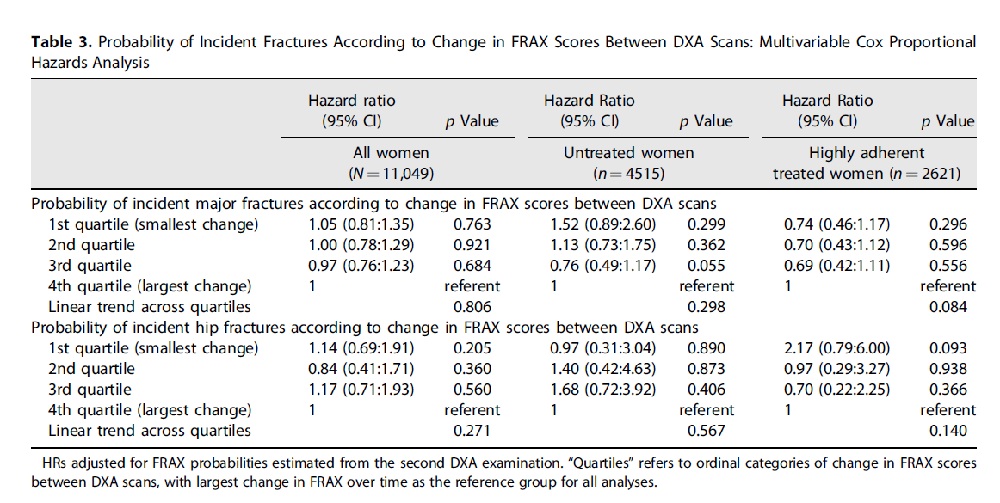 Table 3. Probability of Incident Fractures According to Change in FRAX Scores Between DXA Scans: Multivariable Cox Proportional
Hazards Analysis
Hazard ratio Hazard Ratio Hazard Ratio
(95% CI) p Value (95% CI) p Value (95% CI) p Value
All women Untreated women Highly adherent
(N = 11,049) (n = 4515) treated women (n = 2621)
Probability of incident major fractures according to change in FRAX scores between DXA scans
1st quartile (smallest change) 1.05 (0.81:1.35) 0.763 1.52 (0.89:2.60) 0.299 0.74 (0.46:1.17) 0.296
2nd quartile 1.00 (0.78:1.29) 0.921 1.13 (0.73:1.75) 0.362 0.70 (0.43:1.12) 0.596
3rd quartile 0.97 (0.76:1.23) 0.684 0.76 (0.49:1.17) 0.055 0.69 (0.42:1.11) 0.556
4th quartile (largest change) 1 referent 1 referent 1 referent
Linear trend across quartiles 0.806 0.298 0.084
Probability of incident hip fractures according to change in FRAX scores between DXA scans
1st quartile (smallest change) 1.14 (0.69:1.91) 0.205 0.97 (0.31:3.04) 0.890 2.17 (0.79:6.00) 0.093
2nd quartile 0.84 (0.41:1.71) 0.360 1.40 (0.42:4.63) 0.873 0.97 (0.29:3.27) 0.938
3rd quartile 1.17 (0.71:1.93) 0.560 1.68 (0.72:3.92) 0.406 0.70 (0.22:2.25) 0.366
4th quartile (largest change) 1 referent 1 referent 1 referent
Linear trend across quartiles 0.271 0.567 0.140
HRs adjusted for FRAX probabilities estimated from the second DXA examination. “Quartiles” refers to ordinal categories of change in FRAX scores
between DXA scans, with largest change in FRAX over time as the reference group for all analyses.